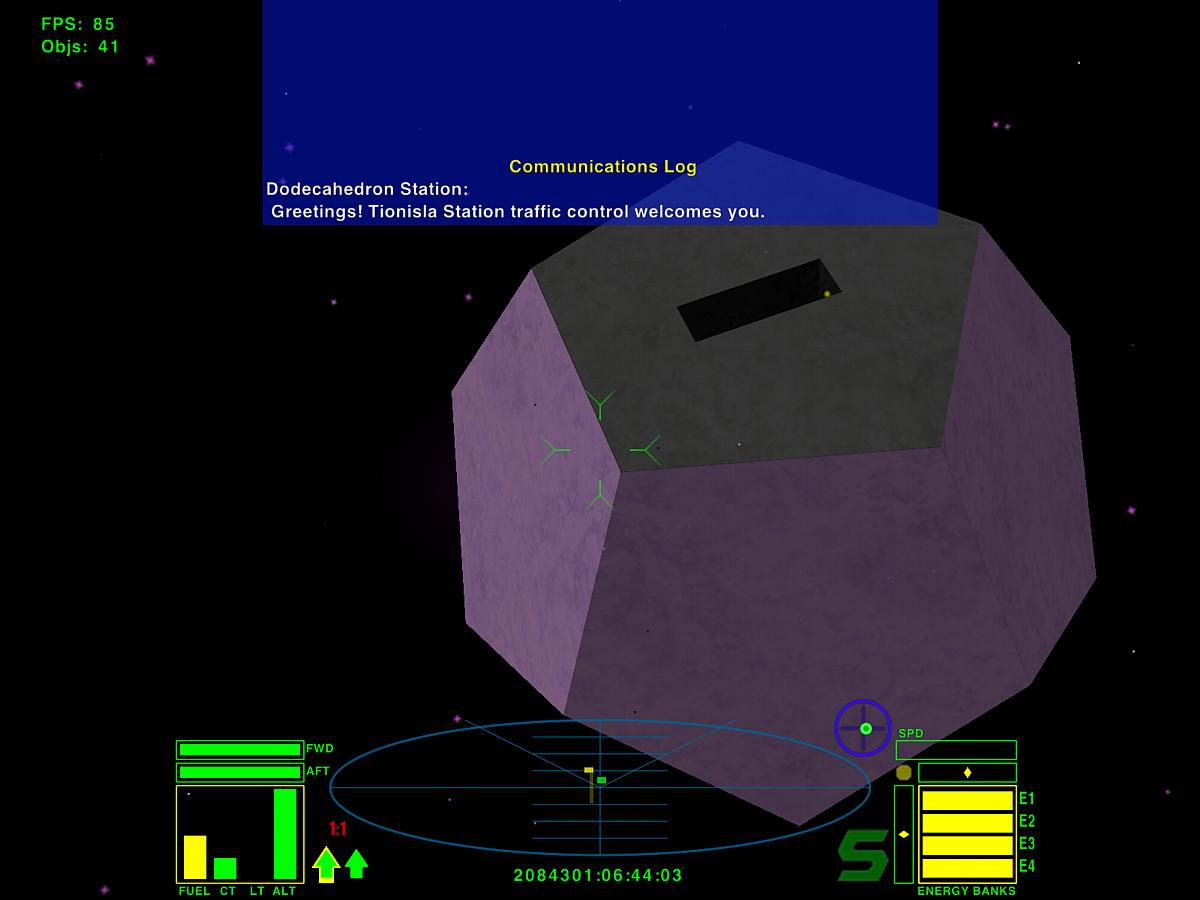 FPS: 85
Objs: 41
Communications Log
Dodecahedron Station:
Greetings! Tionisla Station traffic control welcomes you.
FWD
AFT
1:1
FUEL CT LT ALT
2084301:06:44:03
S
SPD
E1
E2
E3
E4
ENERGY BANKS